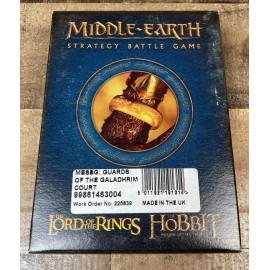 MIDDLE-EARTH
STRATEGY BATTLE GAME
MESBG: GUARDS
OF THE GALADHRIM
COURT
99851463004
Work Order No: 225839
MADE IN THE UK
THE LORD OF THE RINGS
THE HOBBIT